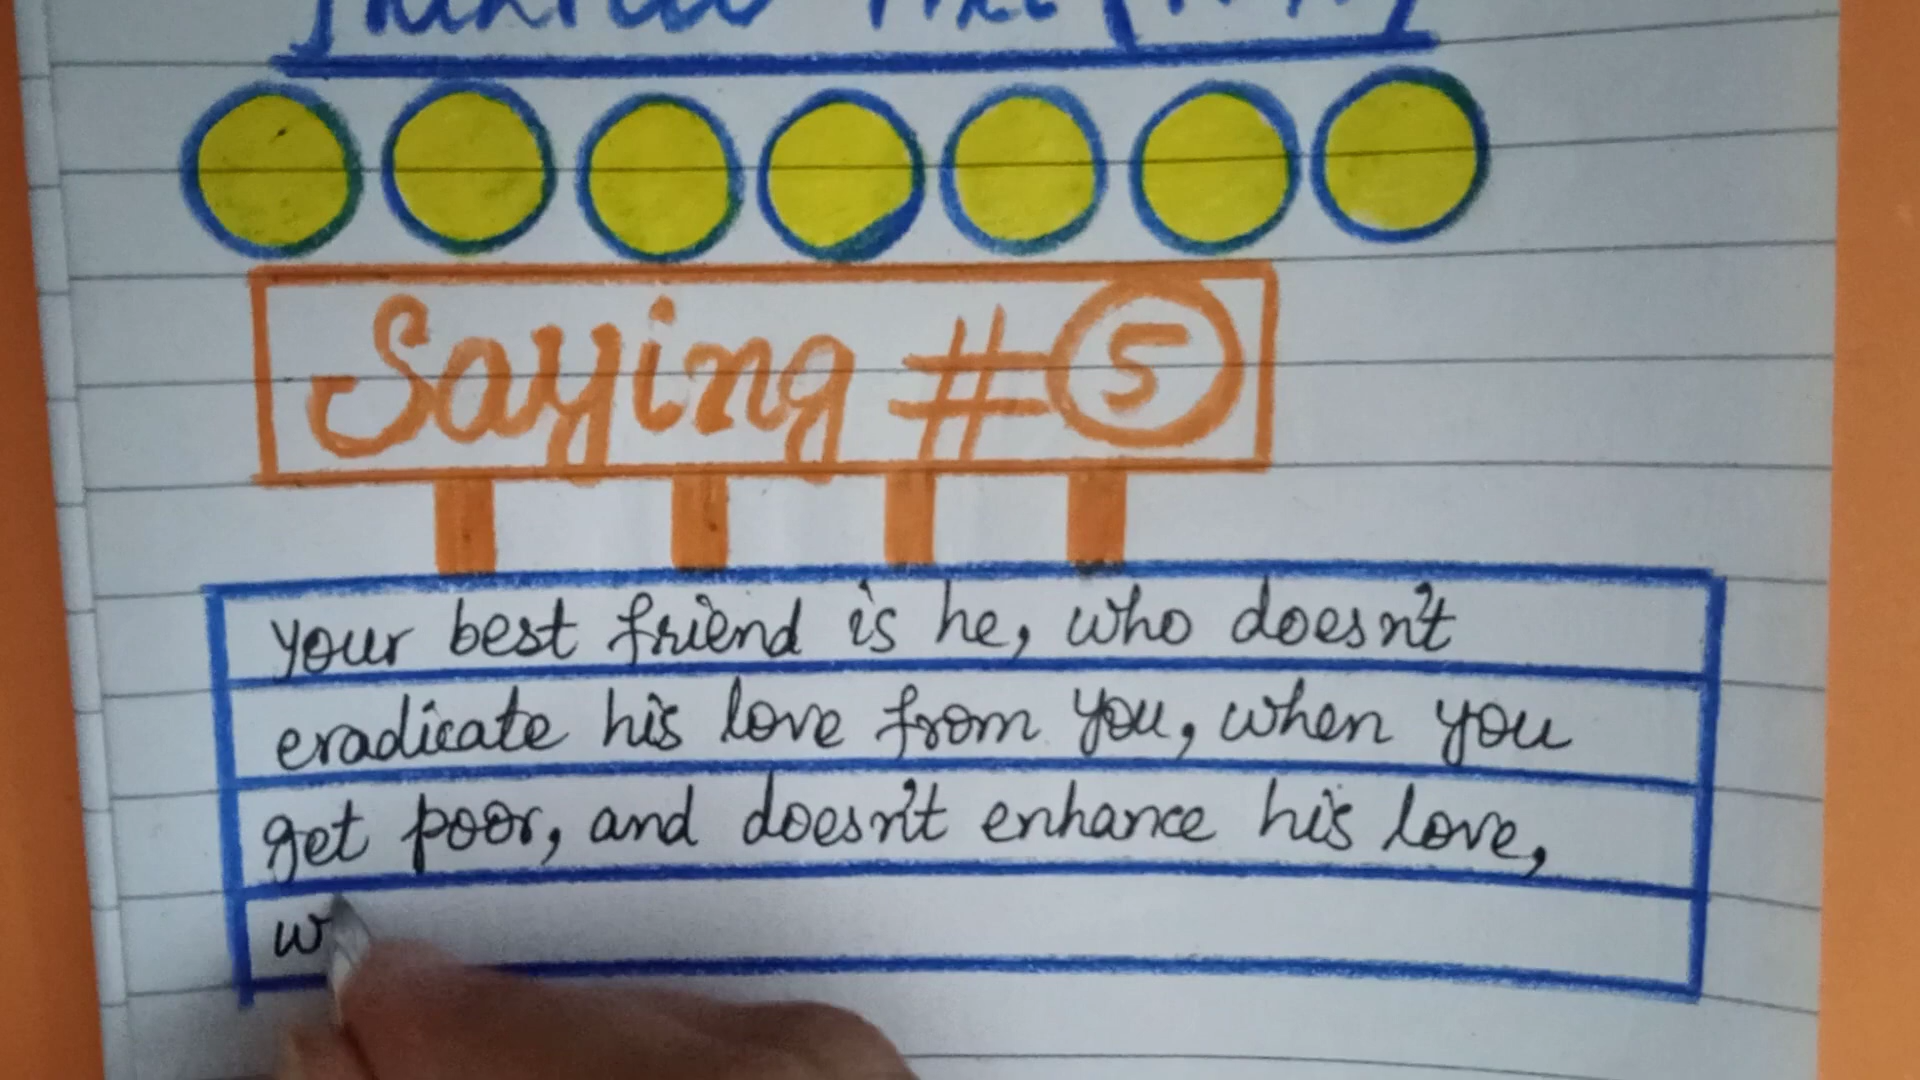 Saying #5
your best friend is he, who doesn't
eradicate his love from you, when you
get poor, and doesn't enhance his love,
w